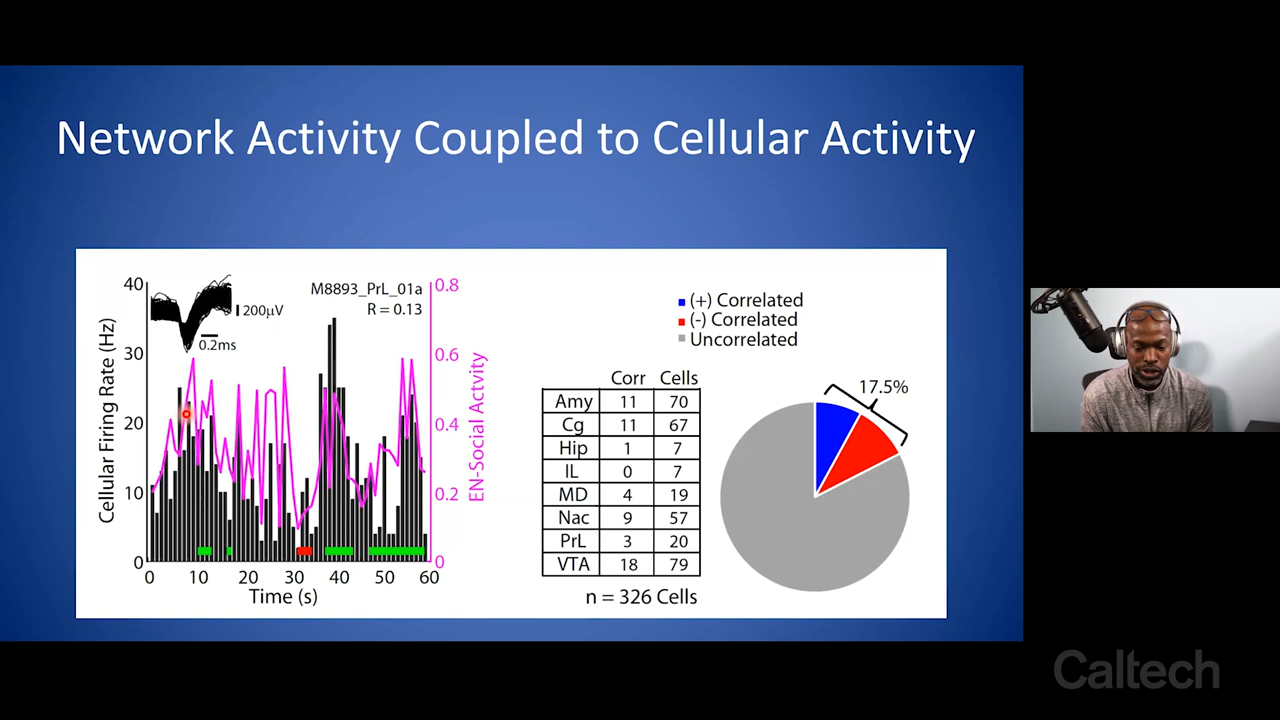 Network Activity Coupled to Cellular Activity
M8893_PrL_01a
R = 0.13
200µV
0.2ms
Cellular Firing Rate (Hz)
40
30
20
10
0
0.8
0.6
0.4
0.2
0
EN-Social Actvity
0 10 20 30 40 50 60
Time (s)
(+) Correlated
(-) Correlated
Uncorrelated
Corr Cells
Amy 11 70
Cg 11 67
Hip 1 7
IL 0 7
MD 4 19
Nac 9 57
PrL 3 20
VTA 18 79
n = 326 Cells
17.5%
Caltech